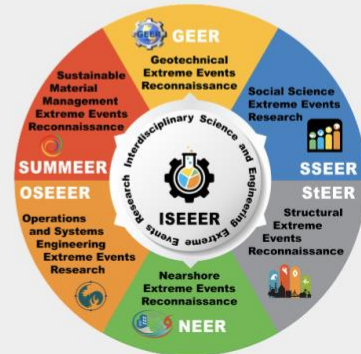 GEER
GEER
Geotechnical
Extreme Events
Reconnaissance
Social Science
Extreme Events
Research
SSEER
StEER
Structural
Extreme
Events
Reconnaissance
Nearshore
Extreme Events
Reconnaissance
NEER
Operations
and Systems
Engineering
Extreme Events
Research
OSEEER
SUMMEER
Sustainable
Material
Management
Extreme Events
Reconnaissance
Interdisciplinary Science and Engineering Extreme Events Research
ISEEER